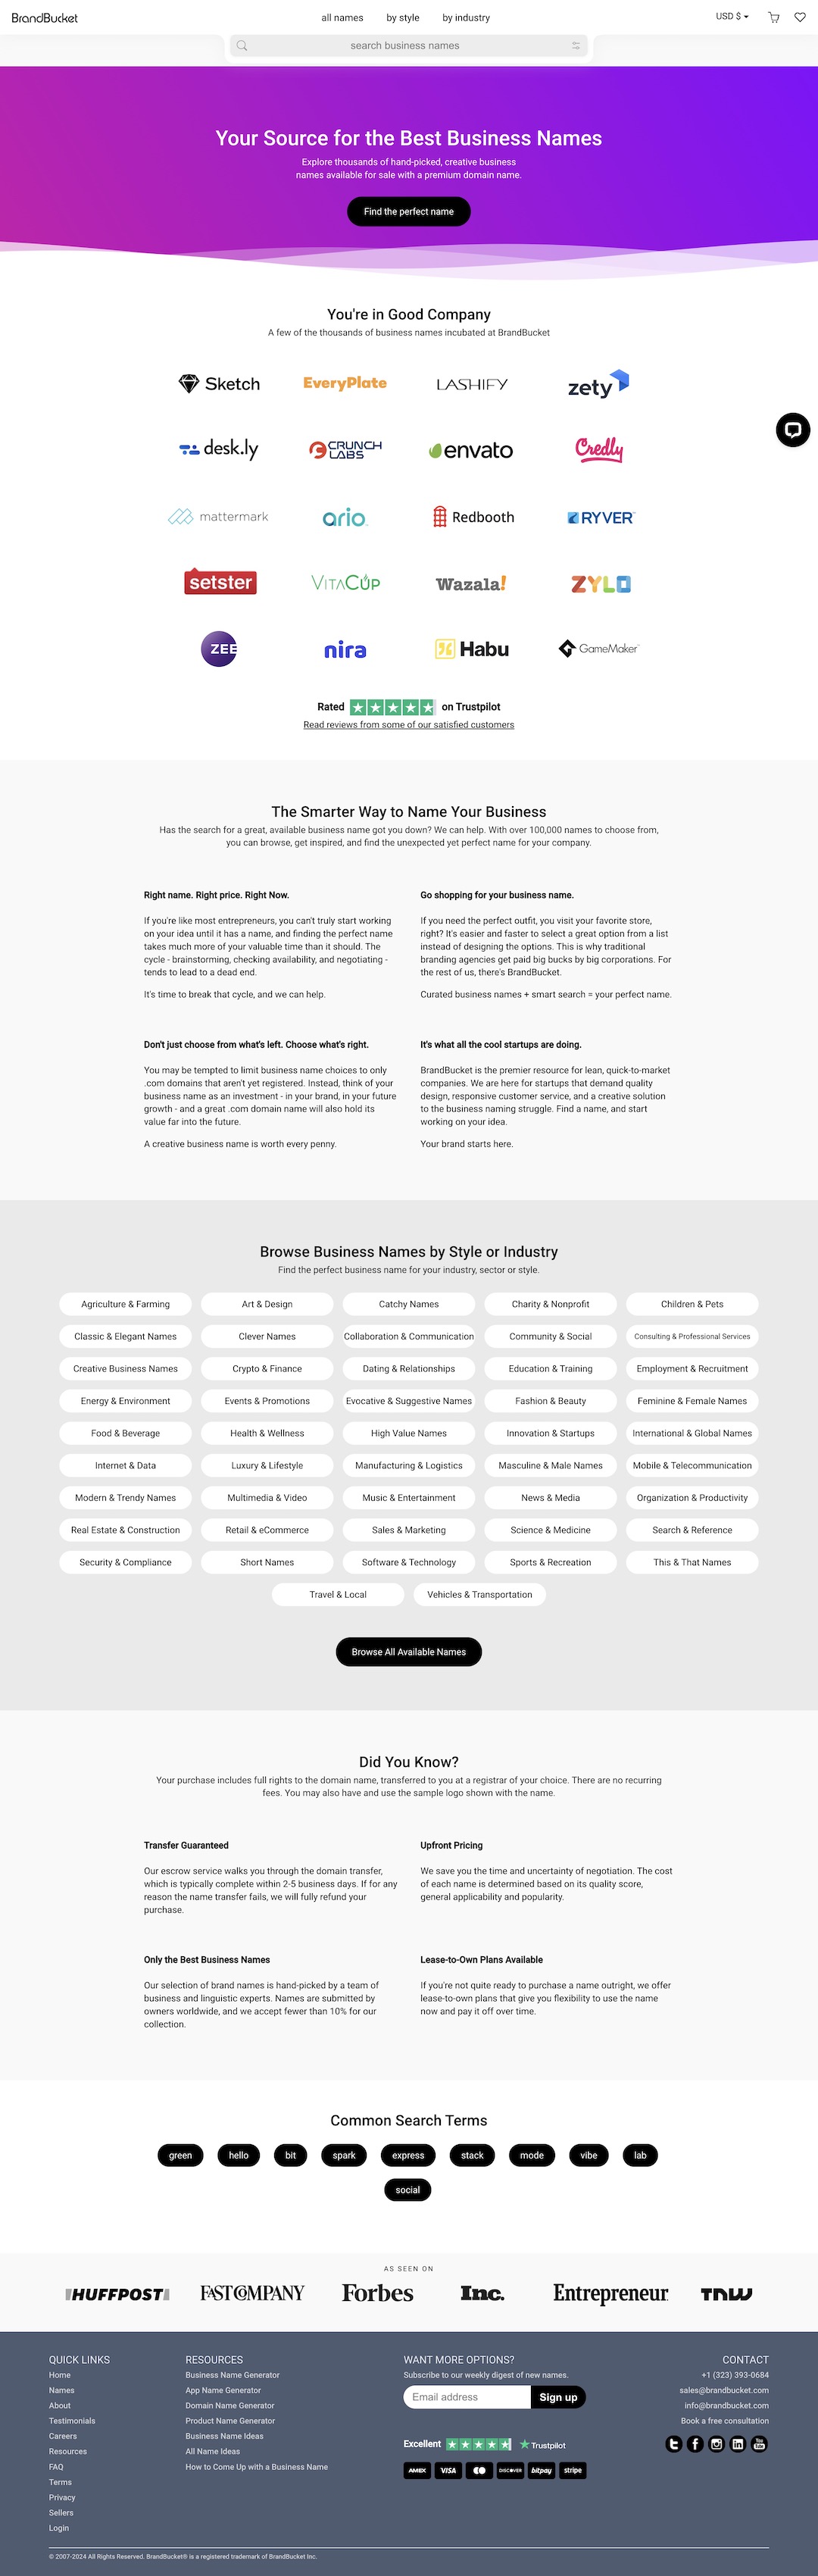 BrandBucket
all names by style by industry
USD $
search business names
Your Source for the Best Business Names
Explore thousands of hand-picked, creative business
names available for sale with a premium domain name.
Find the perfect name
You're in Good Company
A few of the thousands of business names incubated at BrandBucket
Sketch EveryPlate LASHIFY zety
desk.ly CRUNCH LABS envato Credly
mattermark ario Redbooth RYVER
setster VITACUP Wazala! ZYLO
ZEE nira Habu GameMaker
Rated on Trustpilot
Read reviews from some of our satisfied customers
The Smarter Way to Name Your Business
Has the search for a great, available business name got you down? We can help. With over 100,000 names to choose from,
you can browse, get inspired, and find the unexpected yet perfect name for your company.
Right name. Right price. Right Now.
If you're like most entrepreneurs, you can't truly start working
on your idea until it has a name, and finding the perfect name
takes much more of your valuable time than it should. The
cycle - brainstorming, checking availability, and negotiating -
tends to lead to a dead end.
It's time to break that cycle, and we can help.
Go shopping for your business name.
If you need the perfect outfit, you visit your favorite store,
right? It's easier and faster to select a great option from a list
instead of designing the options. This is why traditional
branding agencies get paid big bucks by big corporations. For
the rest of us, there's BrandBucket.
Curated business names + smart search = your perfect name.
Don't just choose from what's left. Choose what's right.
You may be tempted to limit business name choices to only
.com domains that aren't yet registered. Instead, think of your
business name as an investment - in your brand, in your future
growth - and a great .com domain name will also hold its
value far into the future.
A creative business name is worth every penny.
It's what all the cool startups are doing.
BrandBucket is the premier resource for lean, quick-to-market
companies. We are here for startups that demand quality
design, responsive customer service, and a creative solution
to the business naming struggle. Find a name, and start
working on your idea.
Your brand starts here.
Browse Business Names by Style or Industry
Find the perfect business name for your industry, sector or style.
Agriculture & Farming Art & Design Catchy Names Charity & Nonprofit Children & Pets
Classic & Elegant Names Clever Names Collaboration & Communication Community & Social Consulting & Professional Services
Creative Business Names Crypto & Finance Dating & Relationships Education & Training Employment & Recruitment
Energy & Environment Events & Promotions Evocative & Suggestive Names Fashion & Beauty Feminine & Female Names
Food & Beverage Health & Wellness High Value Names Innovation & Startups International & Global Names
Internet & Data Luxury & Lifestyle Manufacturing & Logistics Masculine & Male Names Mobile & Telecommunication
Modern & Trendy Names Multimedia & Video Music & Entertainment News & Media Organization & Productivity
Real Estate & Construction Retail & eCommerce Sales & Marketing Science & Medicine Search & Reference
Security & Compliance Short Names Software & Technology Sports & Recreation This & That Names
Travel & Local Vehicles & Transportation
Browse All Available Names
Did You Know?
Your purchase includes full rights to the domain name, transferred to you at a registrar of your choice. There are no recurring
fees. You may also have and use the sample logo shown with the name.
Transfer Guaranteed
Our escrow service walks you through the domain transfer,
which is typically complete within 2-5 business days. If for any
reason the name transfer fails, we will fully refund your
purchase.
Upfront Pricing
We save you the time and uncertainty of negotiation. The cost
of each name is determined based on its quality score,
general applicability and popularity.
Only the Best Business Names
Our selection of brand names is hand-picked by a team of
business and linguistic experts. Names are submitted by
owners worldwide, and we accept fewer than 10% for our
collection.
Lease-to-Own Plans Available
If you're not quite ready to purchase a name outright, we offer
lease-to-own plans that give you flexibility to use the name
now and pay it off over time.
Common Search Terms
green hello bit spark express stack mode vibe lab
social
AS SEEN ON
HUFFPOST FAST COMPANY Forbes Inc. Entrepreneur TNW
QUICK LINKS
Home
Names
About
Testimonials
Careers
Resources
FAQ
Terms
Privacy
Sellers
Login
RESOURCES
Business Name Generator
App Name Generator
Domain Name Generator
Product Name Generator
Business Name Ideas
All Name Ideas
How to Come Up with a Business Name
WANT MORE OPTIONS?
Subscribe to our weekly digest of new names.
Email address Sign up
Excellent Trustpilot
AMEX VISA DISCOVER bitpay stripe
CONTACT
+1 (323) 393-0684
sales@brandbucket.com
info@brandbucket.com
Book a free consultation
You Tube
© 2007-2024 All Rights Reserved. BrandBucket® is a registered trademark of BrandBucket Inc.